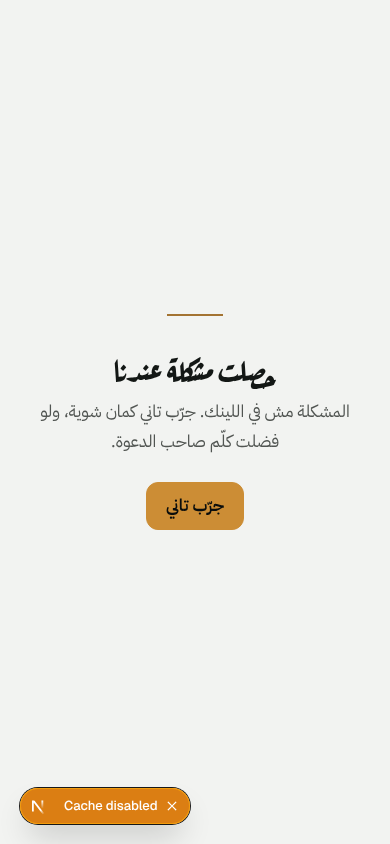 حصلت مشكلة عندنا
المشكلة مش في اللينك. جرّب تاني كمان شوية، ولو
فضلت كلّم صاحب الدعوة.
جرّب تاني
Cache disabled